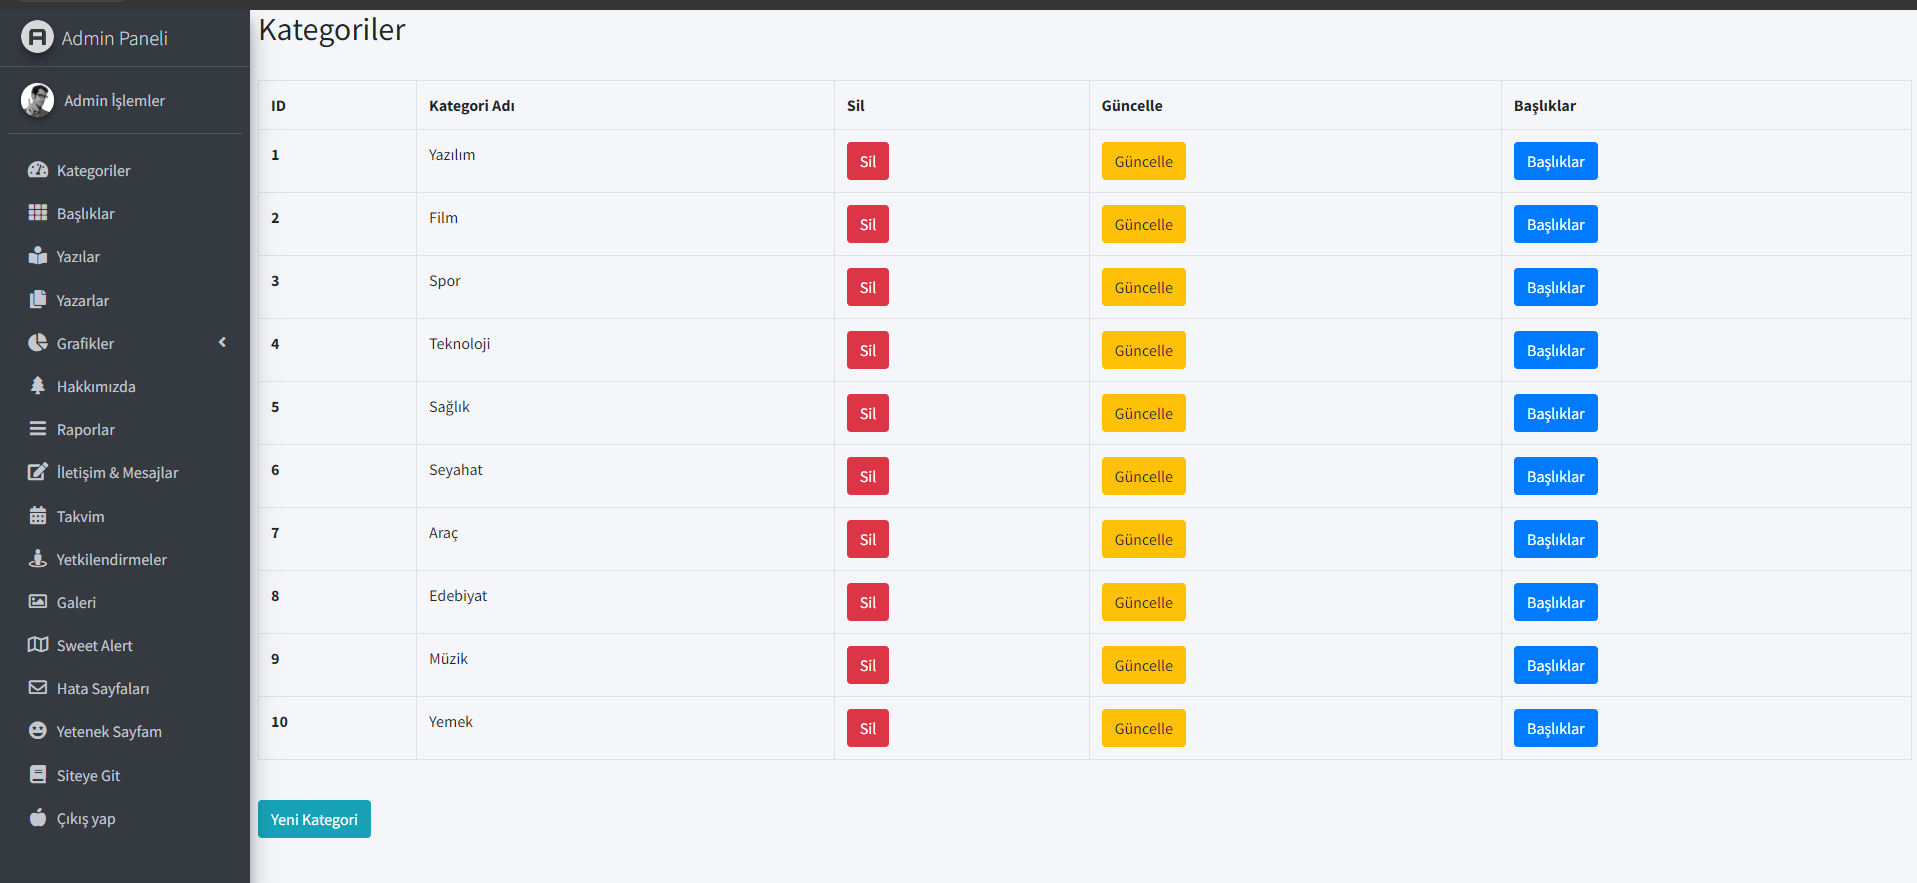 Admin Paneli
Admin İşlemler
Kategoriler
Başlıklar
Yazılar
Yazarlar
Grafikler
Hakkımızda
Raporlar
İletişim & Mesajlar
Takvim
Yetkilendirmeler
Galeri
Sweet Alert
Hata Sayfaları
Yetenek Sayfam
Siteye Git
Çıkış yap
Kategoriler
ID Kategori Adı Sil Güncelle Başlıklar
1 Yazılım Sil Güncelle Başlıklar
2 Film Sil Güncelle Başlıklar
3 Spor Sil Güncelle Başlıklar
4 Teknoloji Sil Güncelle Başlıklar
5 Sağlık Sil Güncelle Başlıklar
6 Seyahat Sil Güncelle Başlıklar
7 Araç Sil Güncelle Başlıklar
8 Edebiyat Sil Güncelle Başlıklar
9 Müzik Sil Güncelle Başlıklar
10 Yemek Sil Güncelle Başlıklar
Yeni Kategori